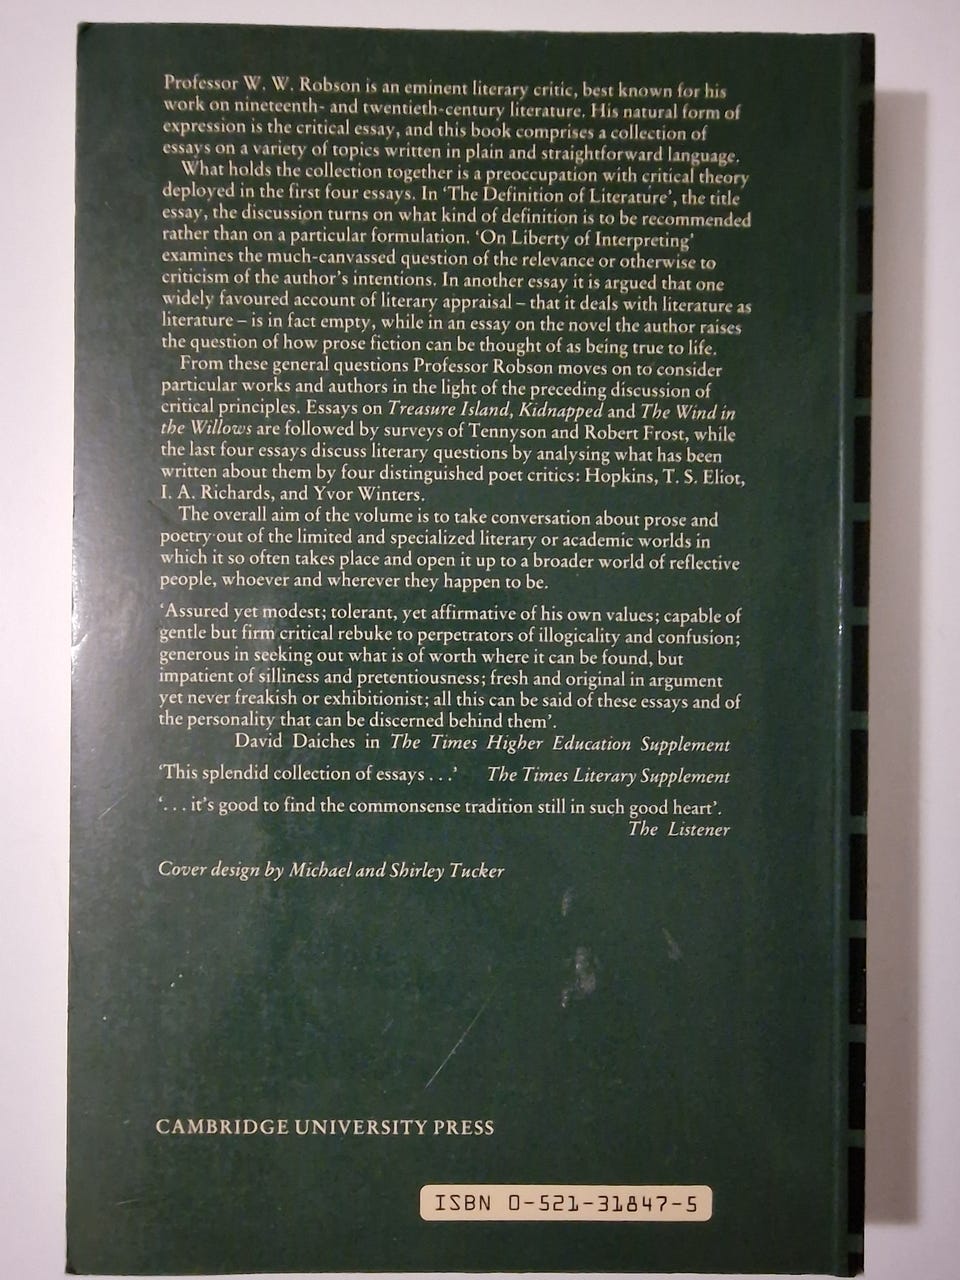 Professor W. W. Robson is an eminent literary critic, best known for his
work on nineteenth- and twentieth-century literature. His natural form of
expression is the critical essay, and this book comprises a collection of
essays on a variety of topics written in plain and straightforward language.
What holds the collection together is a preoccupation with critical theory
deployed in the first four essays. In ‘The Definition of Literature’, the title
essay, the discussion turns on what kind of definition is to be recommended
rather than on a particular formulation. ‘On Liberty of Interpreting’
examines the much-canvassed question of the relevance or otherwise to
criticism of the author’s intentions. In another essay it is argued that one
widely favoured account of literary appraisal – that it deals with literature as
literature – is in fact empty, while in an essay on the novel the author raises
the question of how prose fiction can be thought of as being true to life.
From these general questions Professor Robson moves on to consider
particular works and authors in the light of the preceding discussion of
critical principles. Essays on Treasure Island, Kidnapped and The Wind in
the Willows are followed by surveys of Tennyson and Robert Frost, while
the last four essays discuss literary questions by analysing what has been
written about them by four distinguished poet critics: Hopkins, T. S. Eliot,
I. A. Richards, and Yvor Winters.
The overall aim of the volume is to take conversation about prose and
poetry out of the limited and specialized literary or academic worlds in
which it so often takes place and open it up to a broader world of reflective
people, whoever and wherever they happen to be.
‘Assured yet modest; tolerant, yet affirmative of his own values; capable of
gentle but firm critical rebuke to perpetrators of illogicality and confusion;
generous in seeking out what is of worth where it can be found, but
impatient of silliness and pretentiousness; fresh and original in argument
yet never freakish or exhibitionist; all this can be said of these essays and of
the personality that can be discerned behind them’.
David Daiches in The Times Higher Education Supplement
‘This splendid collection of essays . . .’ The Times Literary Supplement
‘. . . it’s good to find the commonsense tradition still in such good heart’.
The Listener
Cover design by Michael and Shirley Tucker
CAMBRIDGE UNIVERSITY PRESS
ISBN 0-521-31847-5